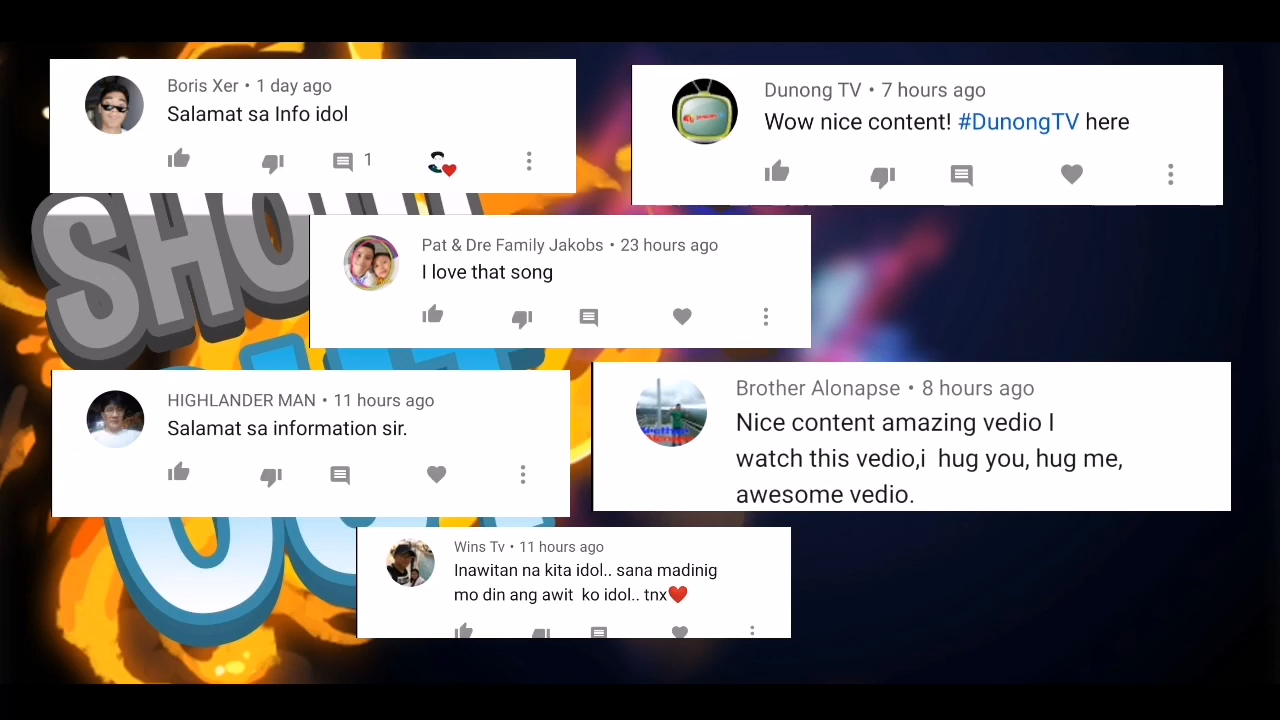 Boris Xer • 1 day ago
Salamat sa Info idol
1
Dunong TV • 7 hours ago
Wow nice content! #DunongTV here
SHOUT
OUT
Pat & Dre Family Jakobs • 23 hours ago
I love that song
HIGHLANDER MAN • 11 hours ago
Salamat sa information sir.
Brother Alonapse • 8 hours ago
Nice content amazing vedio I
watch this vedio,i hug you, hug me,
awesome vedio.
Wins Tv • 11 hours ago
Inawitan na kita idol.. sana madinig
mo din ang awit ko idol.. tnx❤️